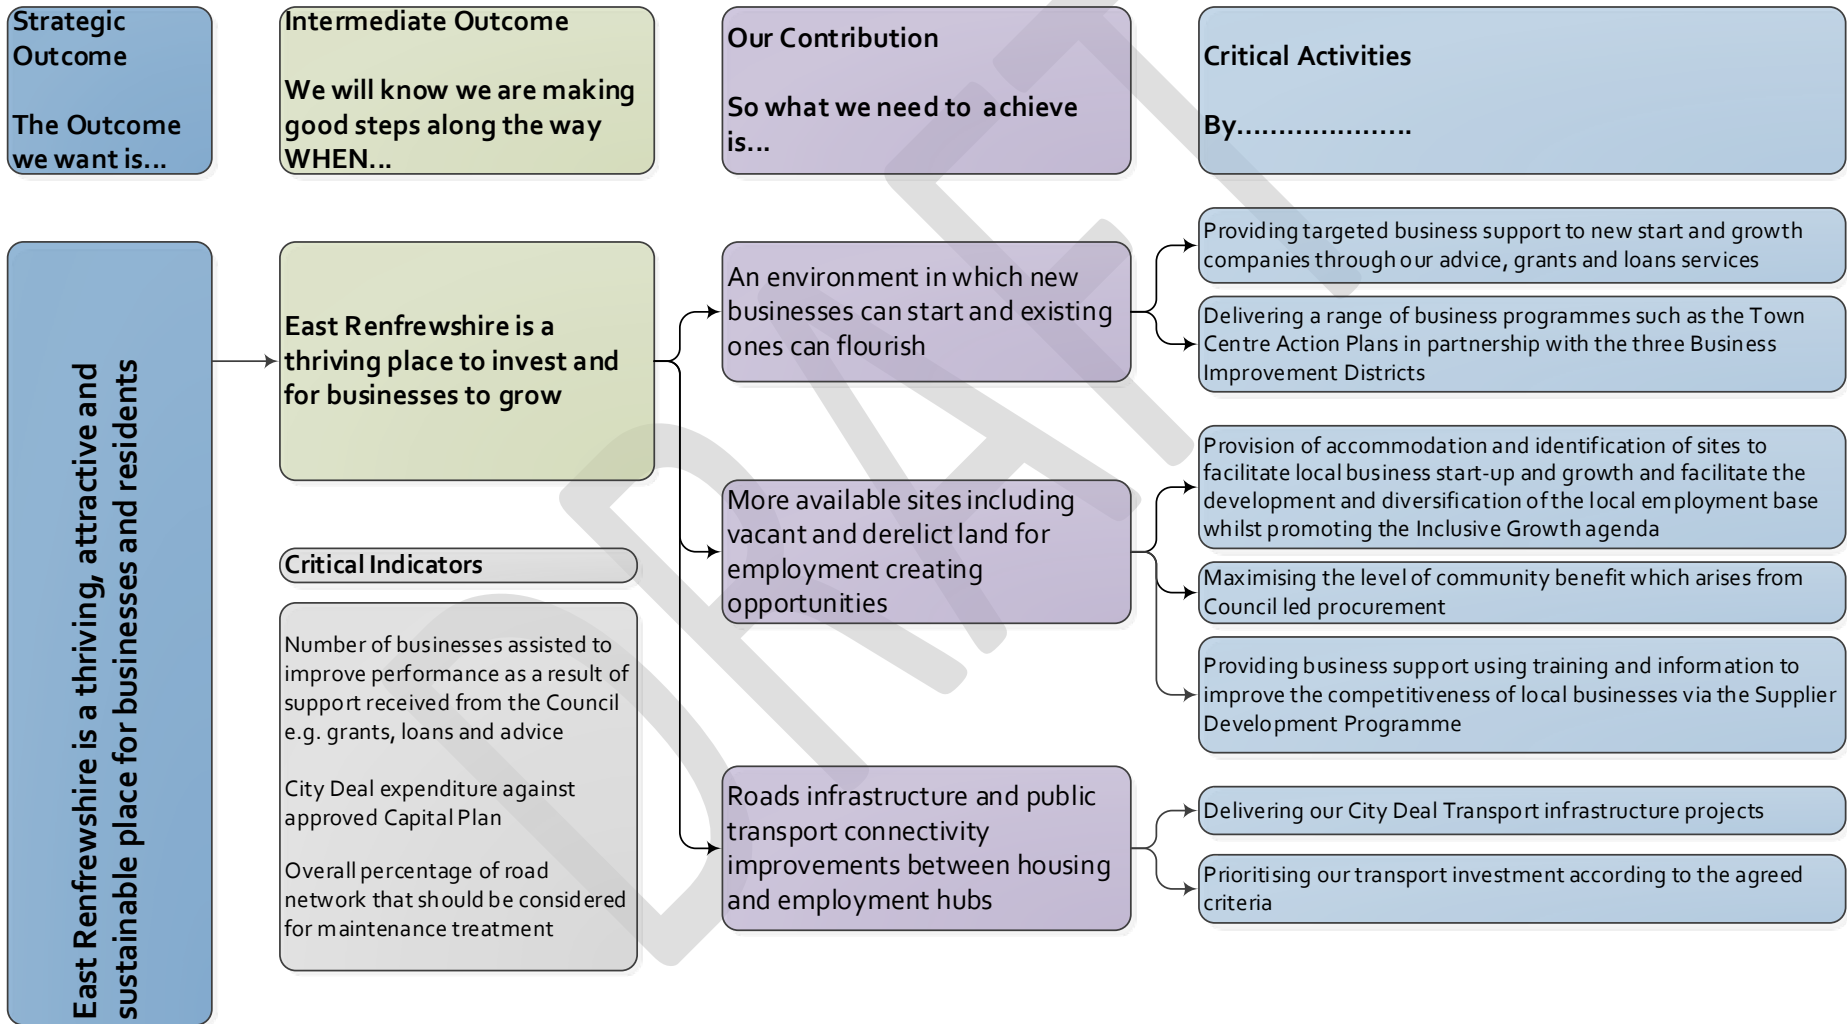 Strategic
Outcome
The Outcome
we want is...
Intermediate Outcome
We will know we are making
good steps along the way
WHEN...
Our Contribution
So what we need to achieve
is...
Critical Activities
By.....................
East Renfrewshire is a thriving, attractive and
sustainable place for businesses and residents
East Renfrewshire is a
thriving place to invest and
for businesses to grow
Critical Indicators
Number of businesses assisted to
improve performance as a result of
support received from the Council
e.g. grants, loans and advice
City Deal expenditure against
approved Capital Plan
Overall percentage of road
network that should be considered
for maintenance treatment
An environment in which new
businesses can start and existing
ones can flourish
More available sites including
vacant and derelict land for
employment creating
opportunities
Roads infrastructure and public
transport connectivity
improvements between housing
and employment hubs
Providing targeted business support to new start and growth
companies through our advice, grants and loans services
Delivering a range of business programmes such as the Town
Centre Action Plans in partnership with the three Business
Improvement Districts
Provision of accommodation and identification of sites to
facilitate local business start-up and growth and facilitate the
development and diversification of the local employment base
whilst promoting the Inclusive Growth agenda
Maximising the level of community benefit which arises from
Council led procurement
Providing business support using training and information to
improve the competitiveness of local businesses via the Supplier
Development Programme
Delivering our City Deal Transport infrastructure projects
Prioritising our transport investment according to the agreed
criteria
DRAFT